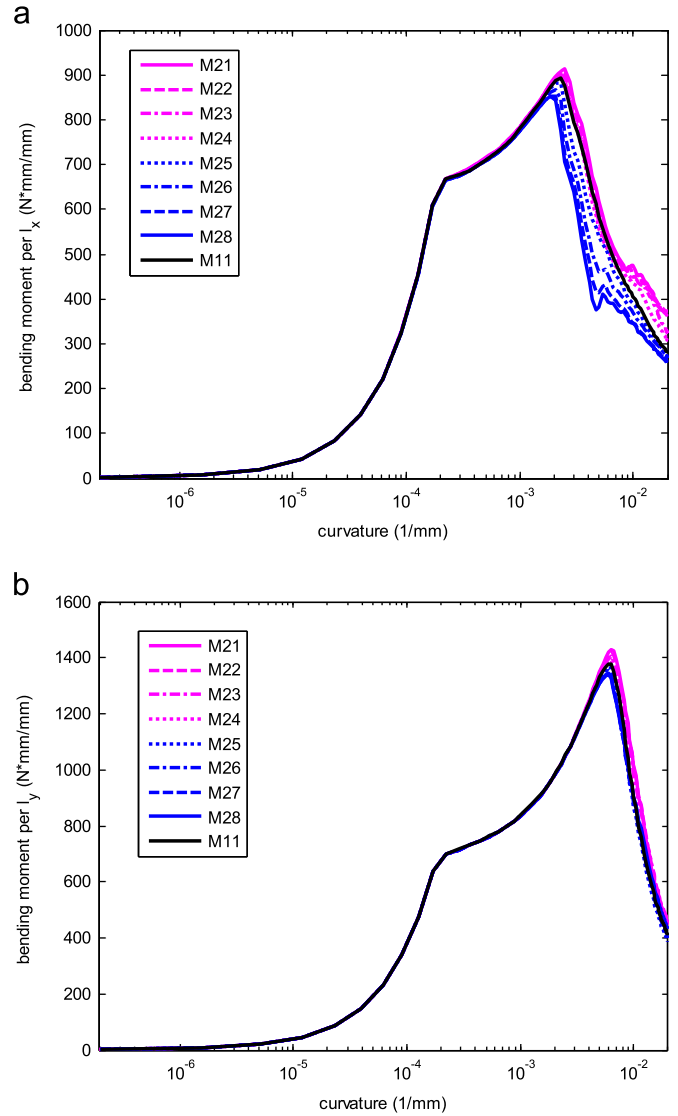 a
1000
900
800
700
600
500
400
300
200
100
0
bending moment per l_x (N*mm/mm)
M21
M22
M23
M24
M25
M26
M27
M28
M11
10^-6
10^-5
10^-4
10^-3
10^-2
curvature (1/mm)
b
1600
1400
1200
1000
800
600
400
200
0
bending moment per l_y (N*mm/mm)
M21
M22
M23
M24
M25
M26
M27
M28
M11
10^-6
10^-5
10^-4
10^-3
10^-2
curvature (1/mm)